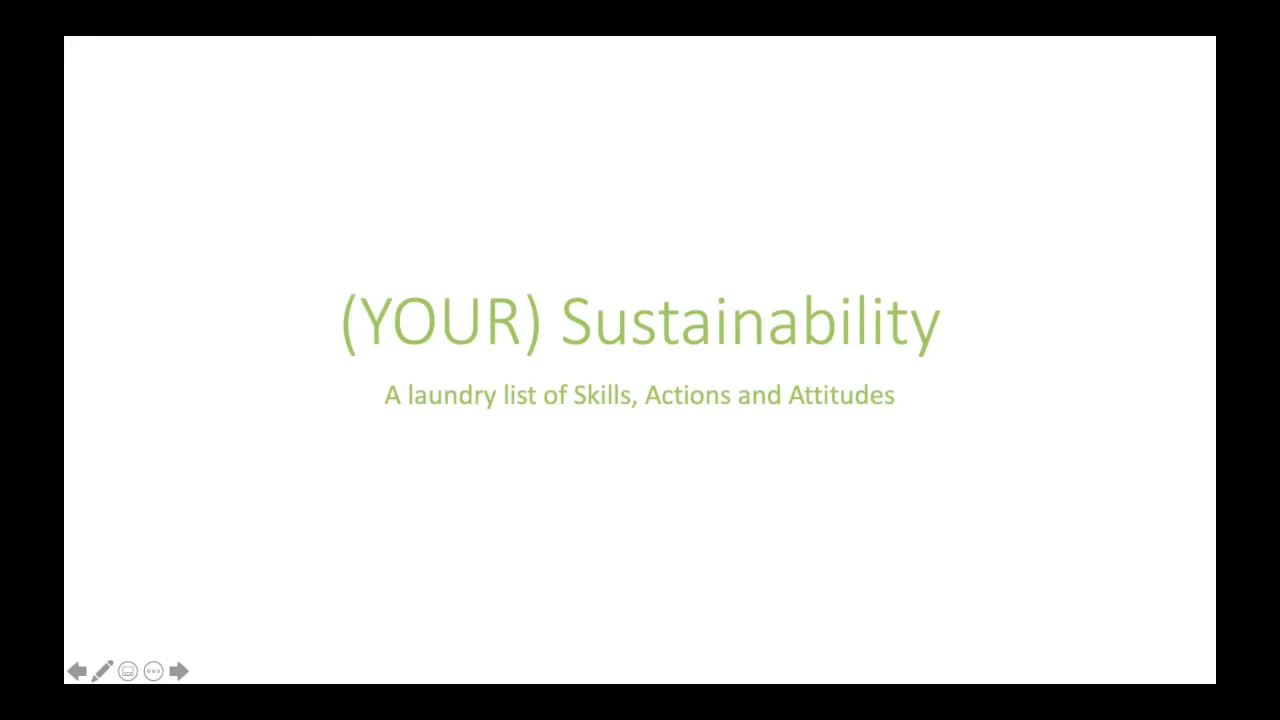 (YOUR) Sustainability
A laundry list of Skills, Actions and Attitudes